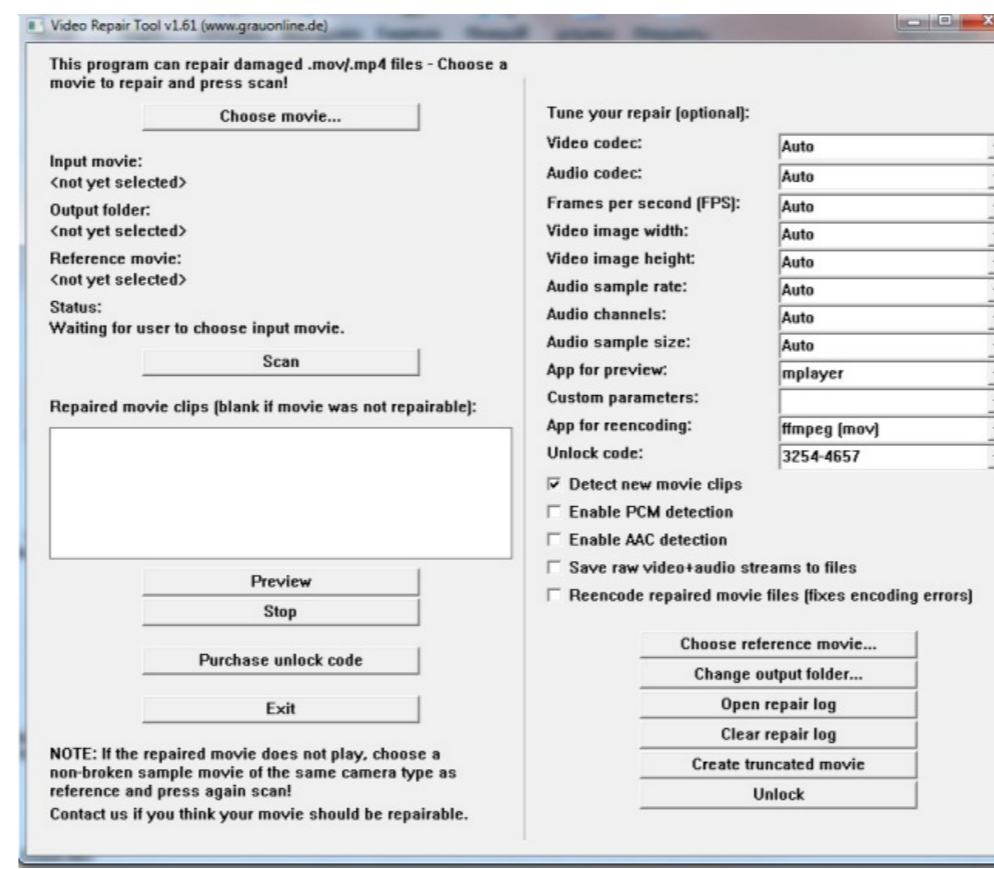 Video Repair Tool v1.61 (www.grauonline.de)
This program can repair damaged .mov/.mp4 files - Choose a
movie to repair and press scan!
Choose movie...
Input movie:
<not yet selected>
Output folder:
<not yet selected>
Reference movie:
<not yet selected>
Status:
Waiting for user to choose input movie.
Scan
Repaired movie clips (blank if movie was not repairable):
Preview
Stop
Purchase unlock code
Exit
NOTE: If the repaired movie does not play, choose a
non-broken sample movie of the same camera type as
reference and press again scan!
Contact us if you think your movie should be repairable.
Tune your repair (optional):
Video codec: Auto
Audio codec: Auto
Frames per second (FPS): Auto
Video image width: Auto
Video image height: Auto
Audio sample rate: Auto
Audio channels: Auto
Audio sample size: Auto
App for preview: mplayer
Custom parameters:
App for reencoding: ffmpeg (mov)
Unlock code: 3254-4657
Detect new movie clips
Enable PCM detection
Enable AAC detection
Save raw video+audio streams to files
Reencode repaired movie files (fixes encoding errors)
Choose reference movie...
Change output folder...
Open repair log
Clear repair log
Create truncated movie
Unlock